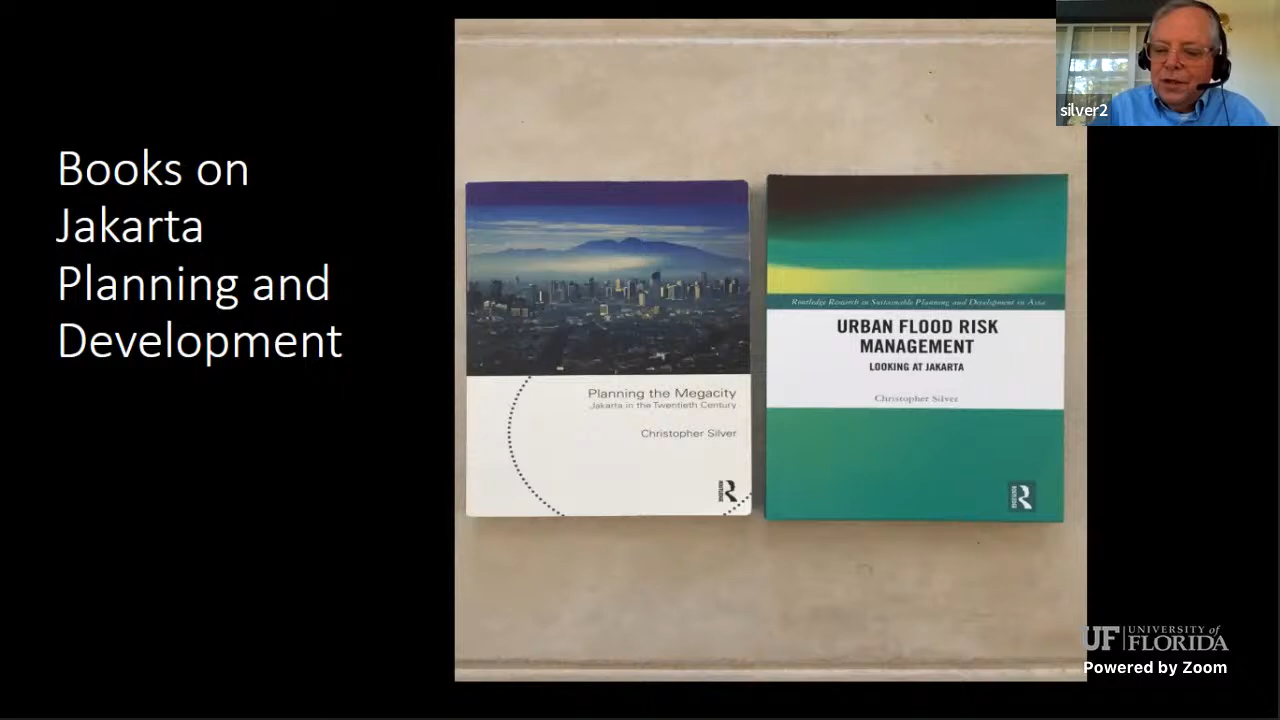 Books on
Jakarta
Planning and
Development
Planning the Megacity
Jakarta in the Twentieth Century
Christopher Silver
R
Routledge Research in Sustainable Planning and Development in Asia
URBAN FLOOD RISK
MANAGEMENT
LOOKING AT JAKARTA
Christopher Silver
R
silver2
UF UNIVERSITY of
FLORIDA
Powered by Zoom